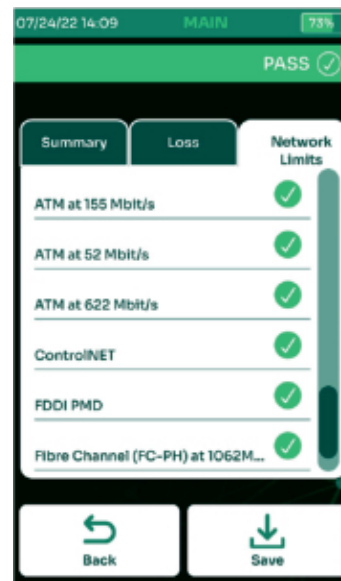 07/24/22 14:09 MAIN 73%
PASS
Summary Loss Network
Limits
ATM at 155 Mbit/s
ATM at 52 Mbit/s
ATM at 622 Mbit/s
ControlNET
FDDI PMD
Fibre Channel (FC-PH) at 1062M...
Back Save